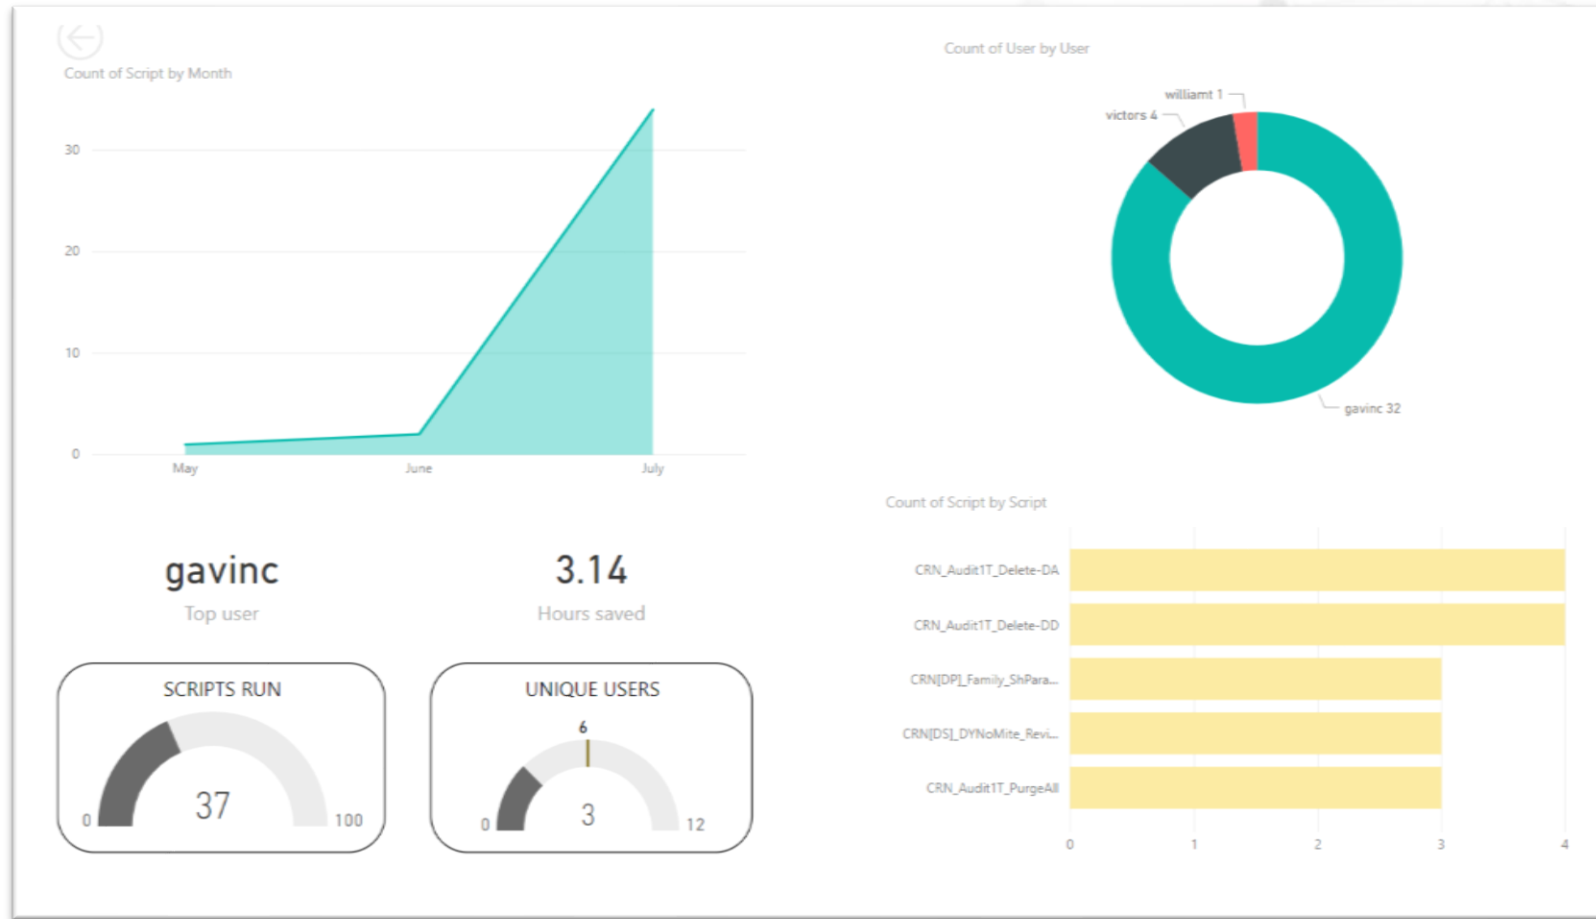 Count of Script by Month
30
20
10
0
May June July
Count of User by User
williamt 1
victors 4
gavinc 32
gavinc
Top user
3.14
Hours saved
SCRIPTS RUN
0 37 100
UNIQUE USERS
6
0 3 12
Count of Script by Script
CRN_Audit1T_Delete-DA
CRN_Audit1T_Delete-DD
CRN[DP]_Family_ShPara...
CRN[DS]_DYNoMite_Revi...
CRN_Audit1T_PurgeAll
0 1 2 3 4